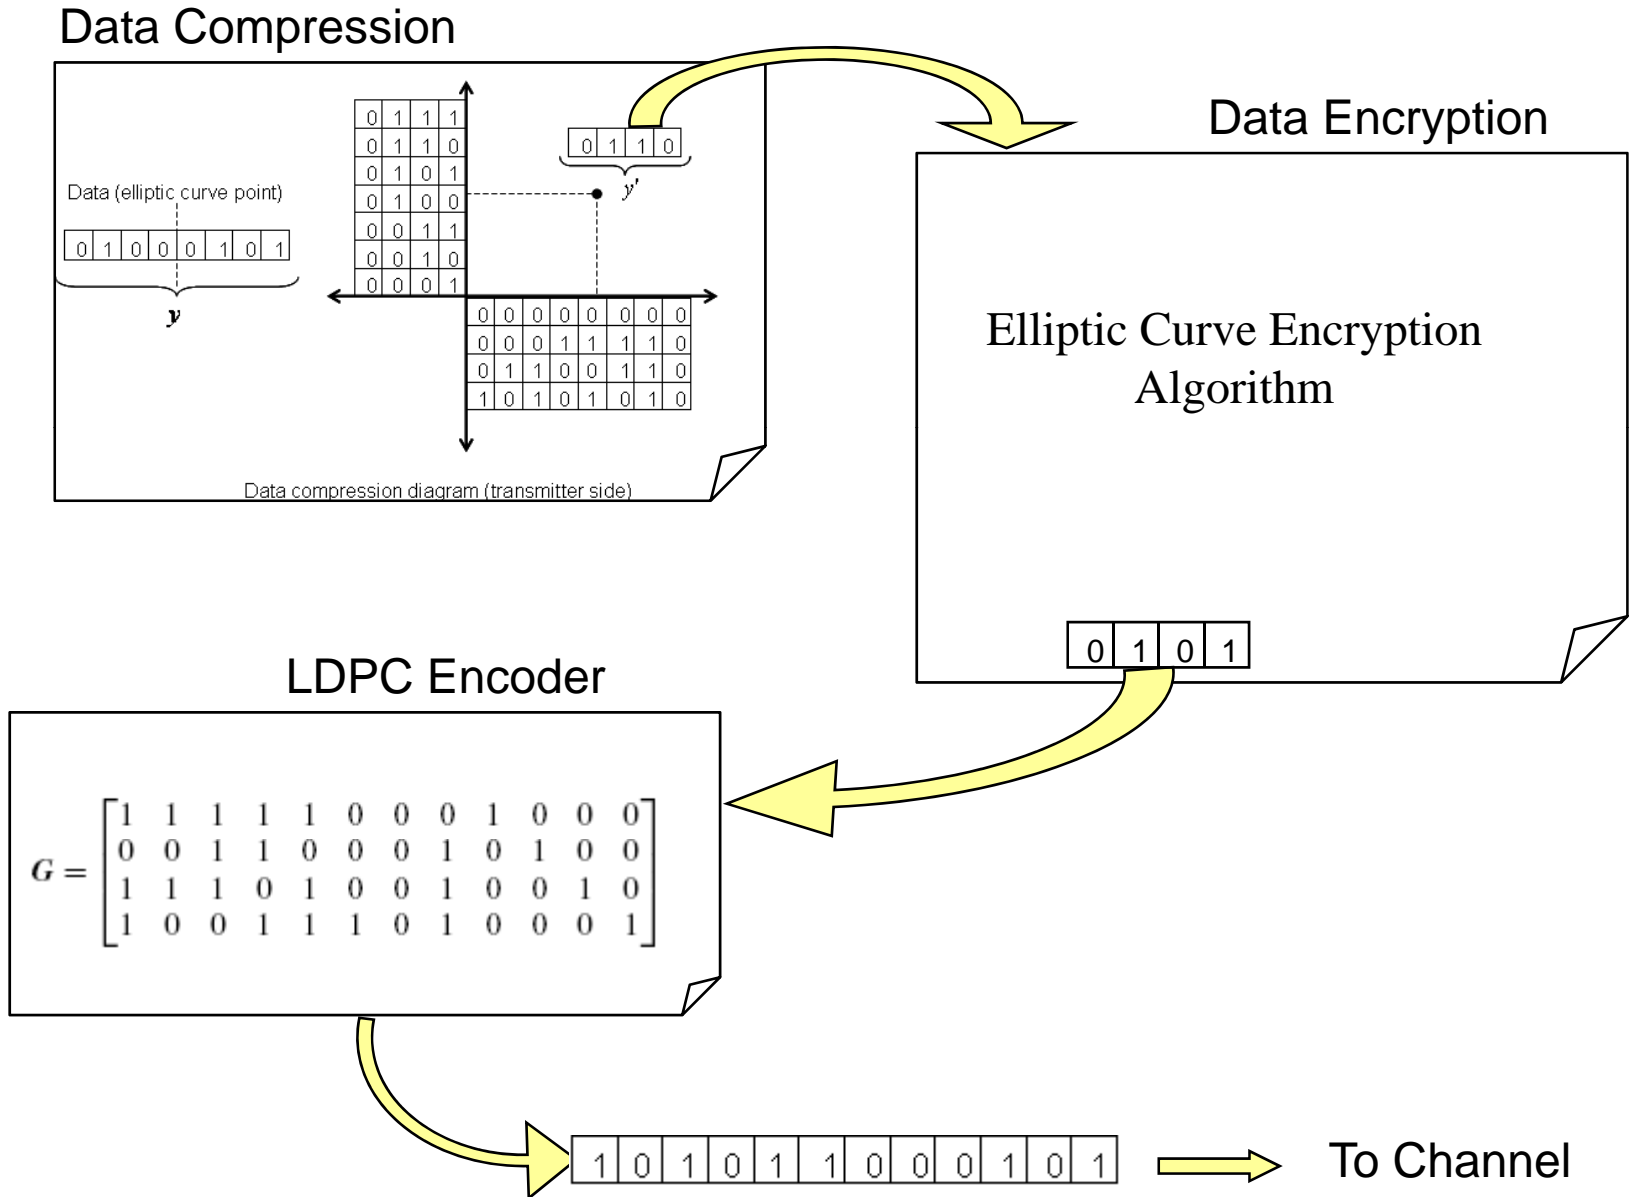 Data Compression
0 1 1 1
0 1 1 0
0 1 0 1
0 1 0 0
0 0 1 1
0 0 1 0
0 0 0 1
0 1 1 0
y'
Data (elliptic curve point)
0 1 0 0 0 1 0 1
y
0 0 0 0 0 0 0 0
0 0 0 1 1 1 1 0
0 1 1 0 0 1 1 0
1 0 1 0 1 0 1 0
Data compression diagram (transmitter side)
Data Encryption
Elliptic Curve Encryption
Algorithm
0 1 0 1
LDPC Encoder
G =
1 1 1 1 1 0 0 0 1 0 0 0
0 0 1 1 0 0 0 1 0 1 0 0
1 1 1 0 1 0 0 1 0 0 1 0
1 0 0 1 1 1 0 1 0 0 0 1
1 0 1 0 1 1 0 0 0 1 0 1
To Channel